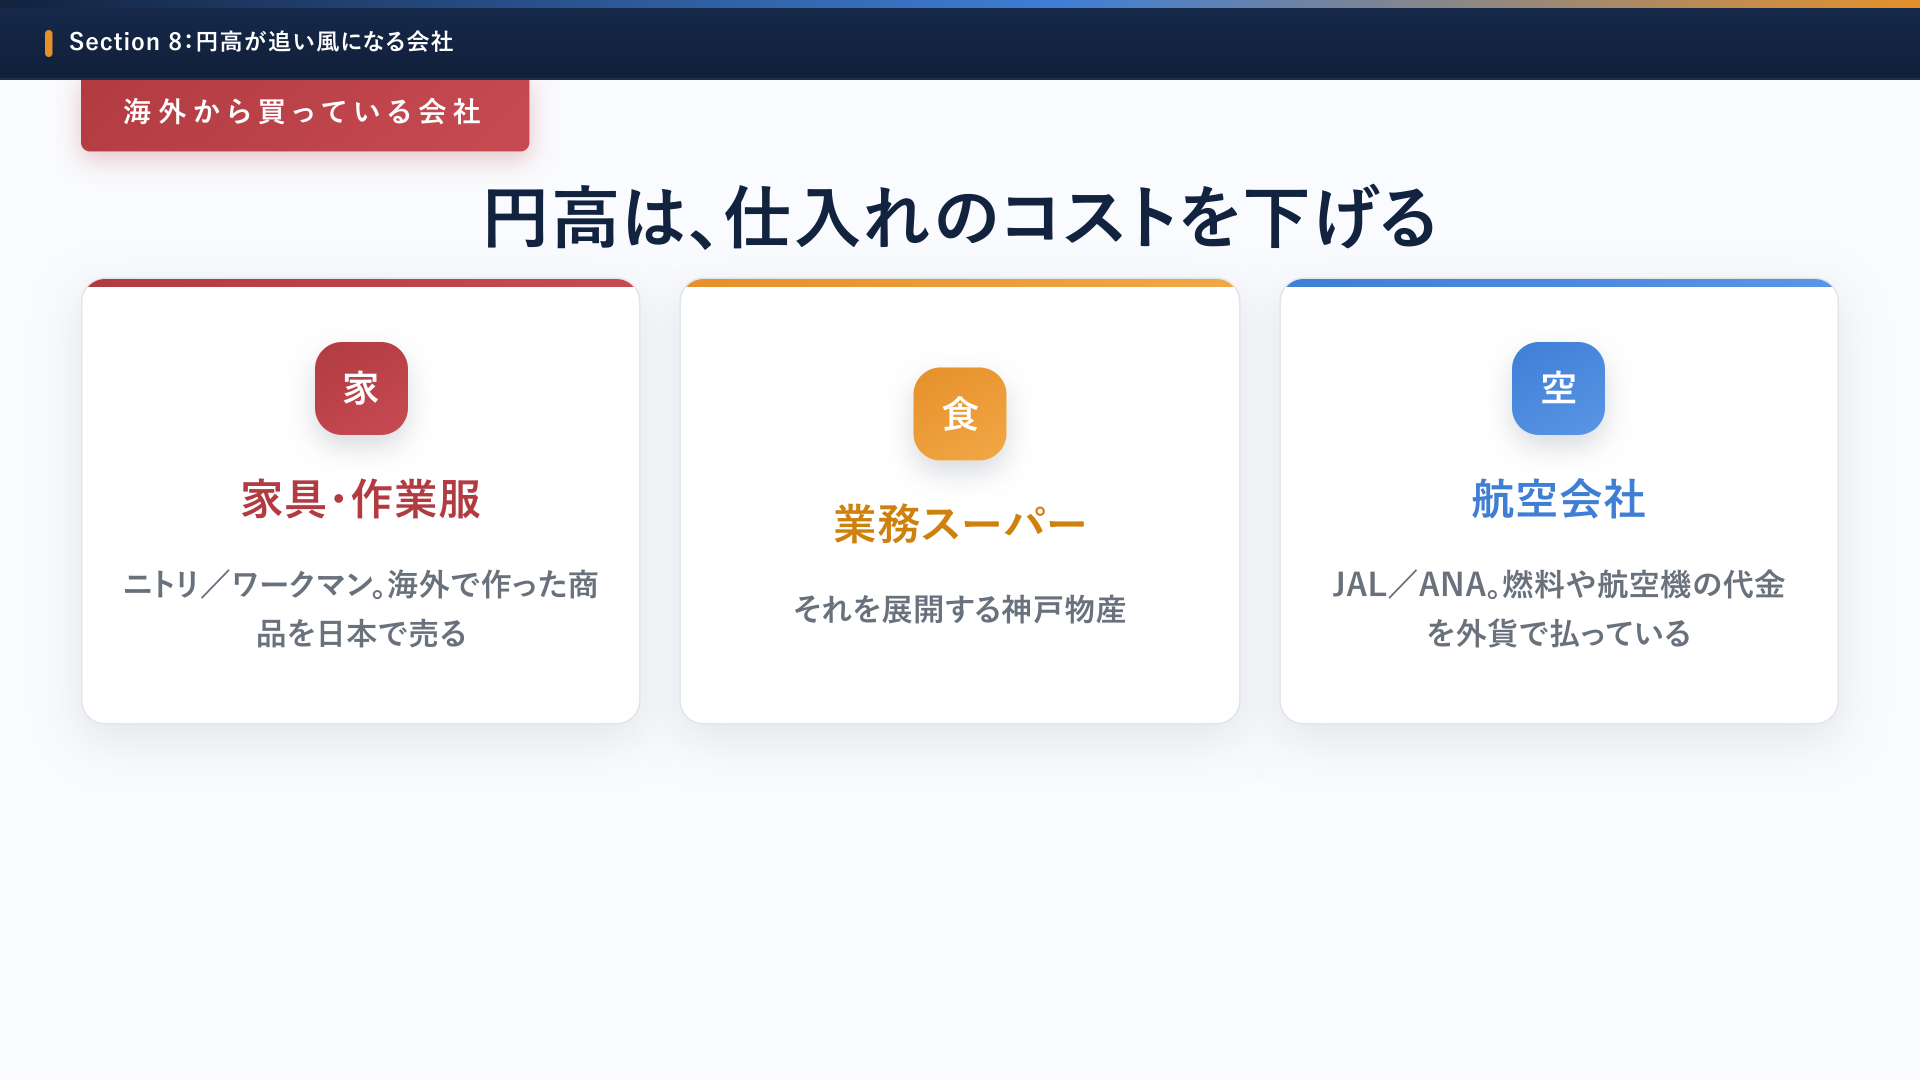 Section 8：円高が追い風になる会社
海外から買っている会社
円高は、仕入れのコストを下げる
家
家具・作業服
ニトリ／ワークマン。海外で作った商
品を日本で売る
食
業務スーパー
それを展開する神戸物産
空
航空会社
JAL／ANA。燃料や航空機の代金
を外貨で払っている